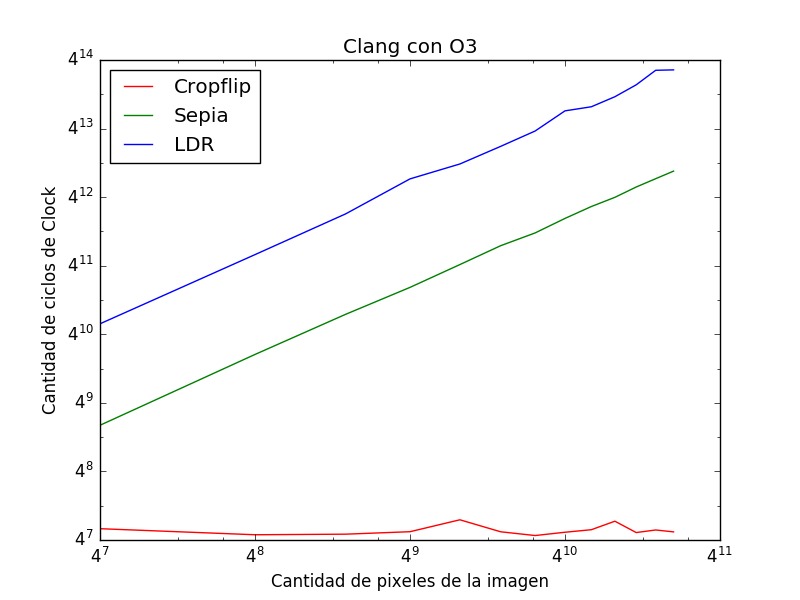 Clang con O3
4^14
4^13
4^12
4^11
4^10
4^9
4^8
4^7
Cantidad de ciclos de Clock
Cropflip
Sepia
LDR
4^7 4^8 4^9 4^10 4^11
Cantidad de pixeles de la imagen